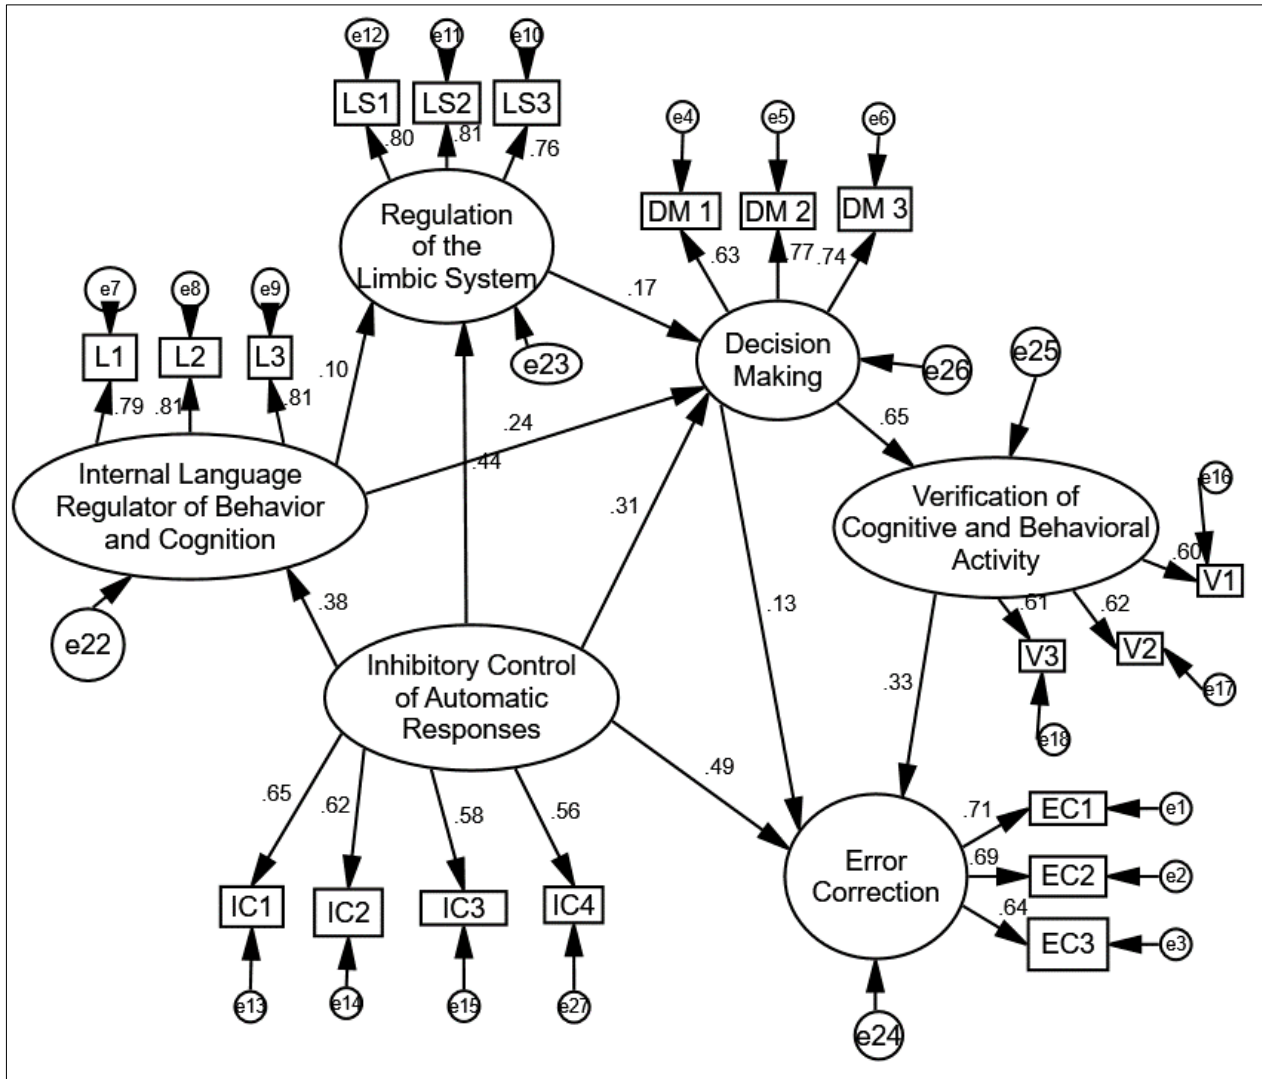 e12
e11
e10
LS1
LS2
LS3
.80
.81
.76
Regulation
of the
Limbic System
e23
e4
e5
e6
DM 1
DM 2
DM 3
.63
.77
.74
.17
Decision
Making
e26
e25
e7
e8
e9
L1
L2
L3
.79
.81
.81
.10
.24
.44
Internal Language
Regulator of Behavior
and Cognition
e22
.38
.31
.65
.13
Verification of
Cognitive and Behavioral
Activity
e16
.60
V1
.61
.62
V3
V2
e17
e18
.33
Inhibitory Control
of Automatic
Responses
.49
.65
.62
.58
.56
IC1
IC2
IC3
IC4
e13
e14
e15
e27
Error
Correction
.71
.69
.64
EC1
EC2
EC3
e1
e2
e3
e24